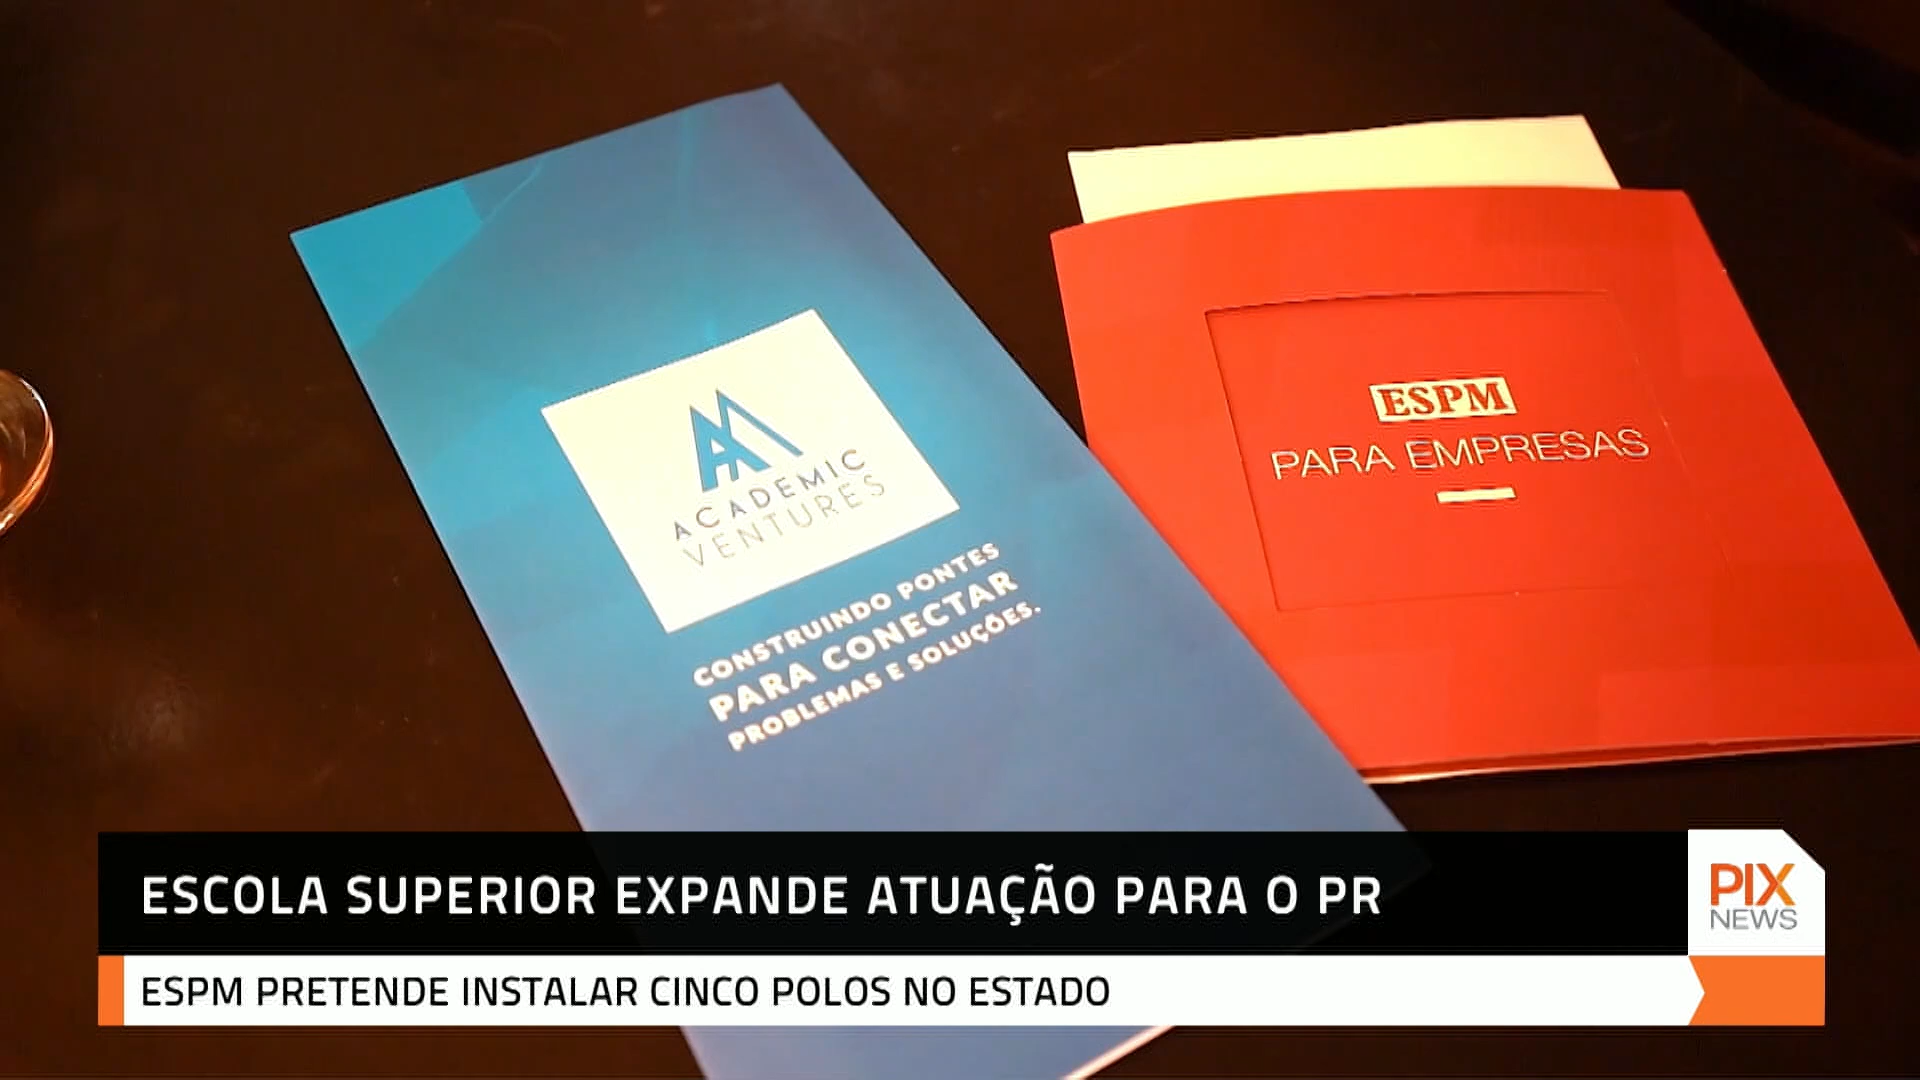 ACADEMIC
VENTURES
CONSTRUINDO PONTES
PARA CONECTAR
PROBLEMAS E SOLUÇÕES.
ESPM
PARA EMPRESAS
ESCOLA SUPERIOR EXPANDE ATUAÇÃO PARA O PR
PIX
NEWS
ESPM PRETENDE INSTALAR CINCO POLOS NO ESTADO